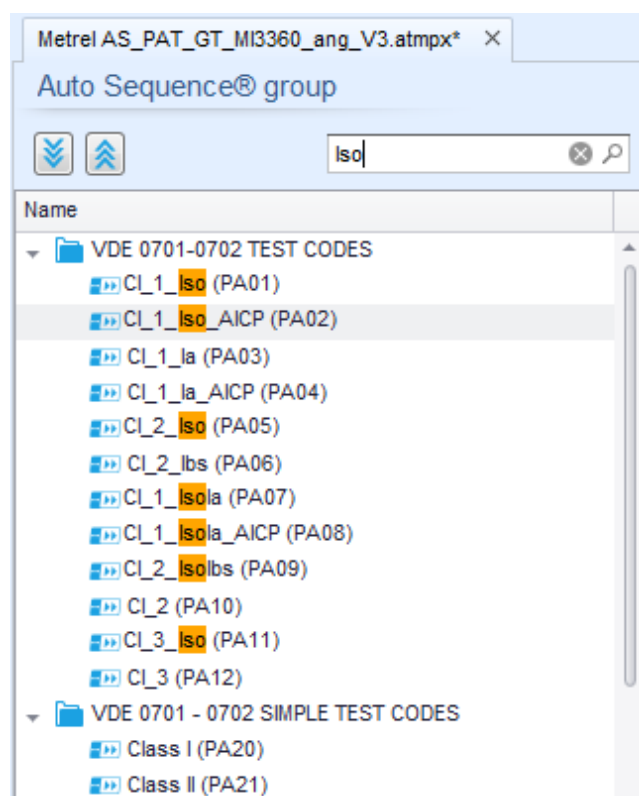 Metrel AS_PAT_GT_MI3360_ang_V3.atmpx*
Auto Sequence® group
Iso
Name
VDE 0701-0702 TEST CODES
Cl_1_Iso (PA01)
Cl_1_Iso_AICP (PA02)
Cl_1_Ia (PA03)
Cl_1_Ia_AICP (PA04)
Cl_2_Iso (PA05)
Cl_2_Ibs (PA06)
Cl_1_IsoIa (PA07)
Cl_1_IsoIa_AICP (PA08)
Cl_2_IsoIbs (PA09)
Cl_2 (PA10)
Cl_3_Iso (PA11)
Cl_3 (PA12)
VDE 0701 - 0702 SIMPLE TEST CODES
Class I (PA20)
Class II (PA21)